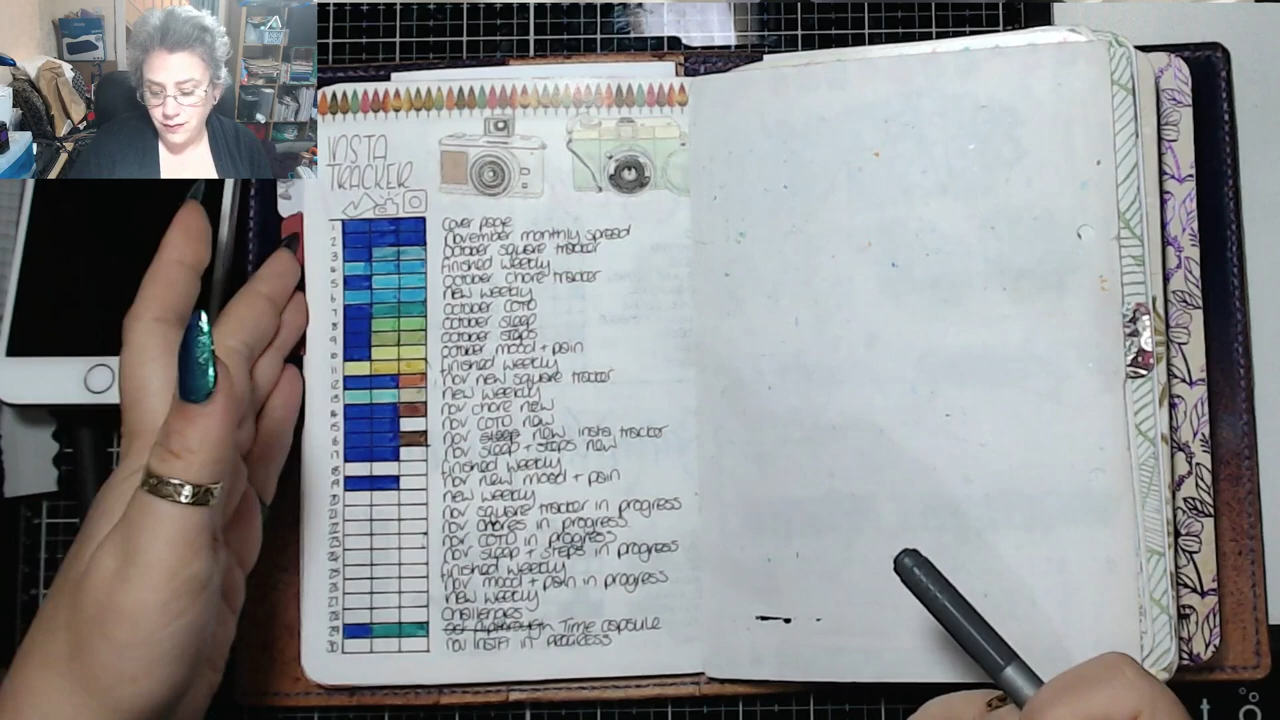 INSTA
TRACKER
1 Cover page
2 november monthly spread
3 october square tracker
4 finished weekly
5 october chore tracker
6 new weekly
7 october COTD
8 october sleep
9 october steps
10 october mood + pain
11 finished weekly
12 nov new square tracker
13 new weekly
14 nov chore new
15 nov COTD new
16 nov sleep new insta tracker
17 nov sleep + steps new
18 finished weekly
19 nov new mood + pain
20 new weekly
21 nov square tracker in progress
22 nov chores in progress
23 nov COTD in progress
24 nov sleep + steps in progress
25 finished weekly
26 nov mood + pain in progress
27 new weekly
28 challenges
29 flipthrough Time capsule
30 nov INSTA in PROGRESS